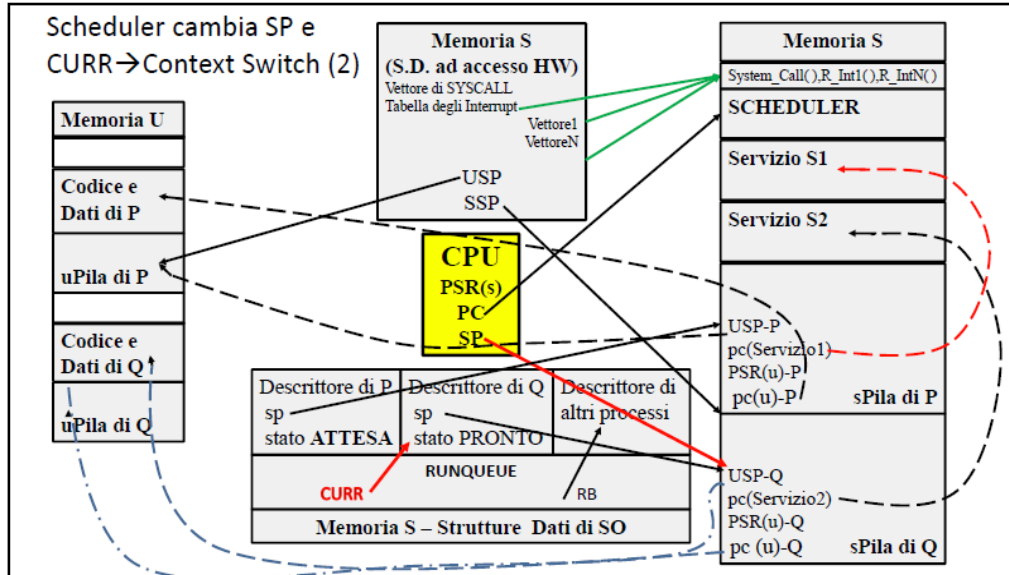 Scheduler cambia SP e
CURR→Context Switch (2)
Memoria U
Codice e
Dati di P
uPila di P
Codice e
Dati di Q
uPila di Q
Memoria S
(S.D. ad accesso HW)
Vettore di SYSCALL
Tabella degli Interrupt
Vettore1
VettoreN
USP
SSP
CPU
PSR(s)
PC
SP
Descrittore di P
sp
stato ATTESA
Descrittore di Q
sp
stato PRONTO
Descrittore di
altri processi
RUNQUEUE
CURR
RB
Memoria S – Strutture Dati di SO
Memoria S
System_Call(),R_Int1(),R_IntN()
SCHEDULER
Servizio S1
Servizio S2
USP-P
pc(Servizio1)
PSR(u)-P
pc(u)-P
sPila di P
USP-Q
pc(Servizio2)
PSR(u)-Q
pc (u)-Q
sPila di Q